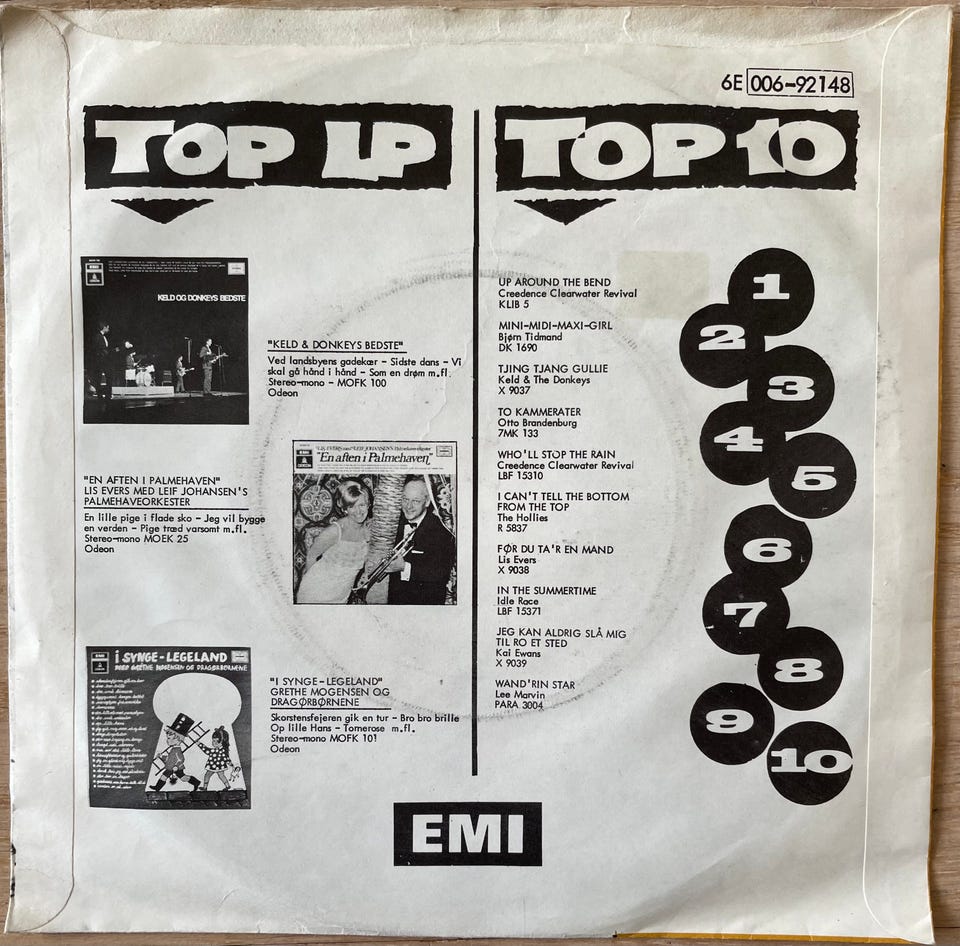 6E 006-92148
TOP LP
KELD OG DONKEYS BEDSTE
"KELD & DONKEYS BEDSTE"
Ved landsbyens gadekær - Sidste dans - Vi
skal gå hånd i hånd - Som en drøm m.fl.
Stereo-mono - MOFK 100
Odeon
"EN AFTEN I PALMEHAVEN"
LIS EVERS MED LEIF JOHANSEN'S
PALMEHAVEORKESTER
En lille pige i flade sko - Jeg vil bygge
en verden - Pige træd varsomt m.fl.
Stereo-mono MOEK 25
Odeon
"En aften i Palmehaven"
i SYNGE-LEGELAND
"I SYNGE - LEGELAND"
GRETHE MOGENSEN OG
DRAGØRBØRNENE
Skorstensfejeren gik en tur - Bro bro brille
Op lille Hans - Tornerose m.fl.
Stereo-mono MOFK 101
Odeon
TOP 10
UP AROUND THE BEND
Creedence Clearwater Revival
KLIB 5
MINI-MIDI-MAXI-GIRL
Bjørn Tidmand
DK 1690
TJING TJANG GULLIE
Keld & The Donkeys
X 9037
TO KAMMERATER
Otto Brandenburg
7MK 133
WHO'LL STOP THE RAIN
Creedence Clearwater Revival
LBF 15310
I CAN'T TELL THE BOTTOM
FROM THE TOP
The Hollies
R 5837
FØR DU TA'R EN MAND
Lis Evers
X 9038
IN THE SUMMERTIME
Idle Race
LBF 15371
JEG KAN ALDRIG SLÅ MIG
TIL RO ET STED
Kai Ewans
X 9039
WAND'RIN STAR
Lee Marvin
PARA 3004
1
2
3
4
5
6
7
8
9
10
EMI